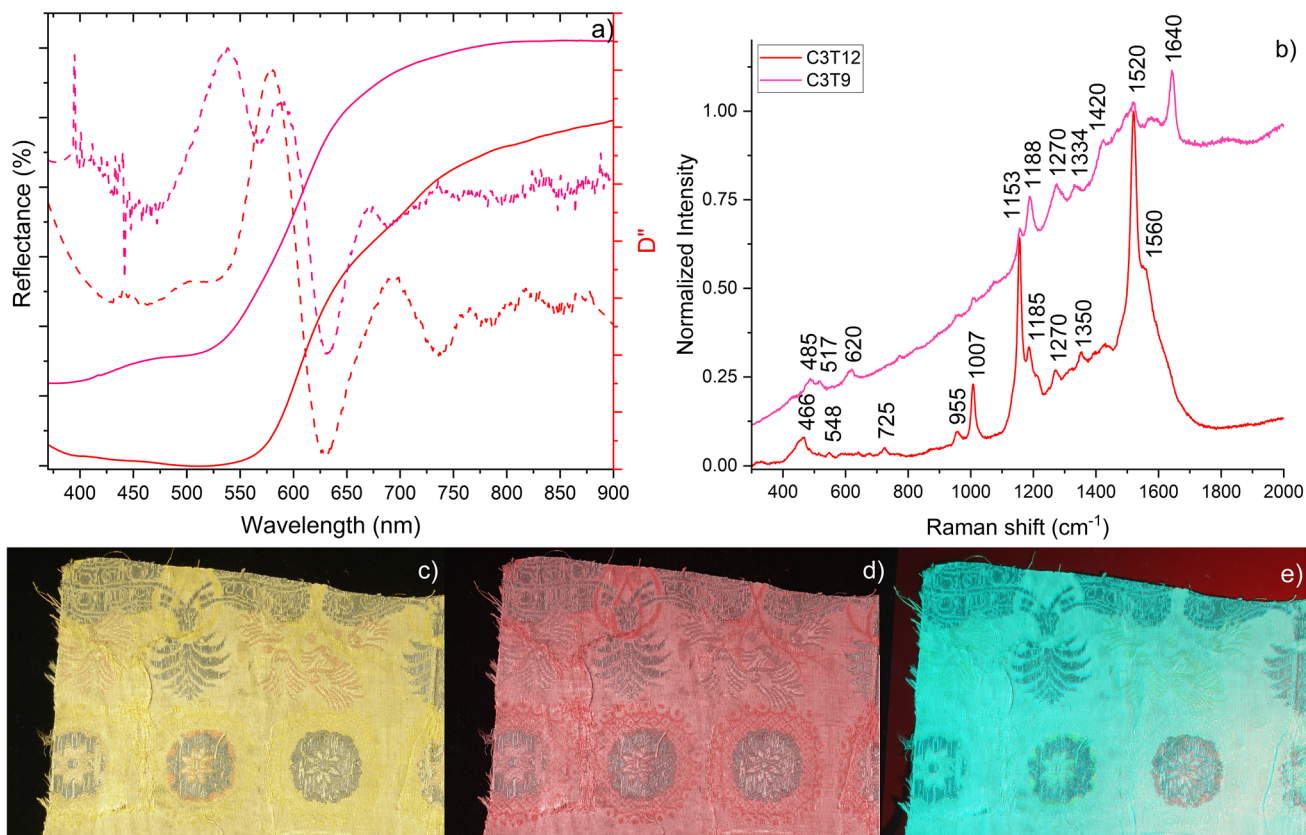 a)
Reflectance (%)
D"
400 450 500 550 600 650 700 750 800 850 900
Wavelength (nm)
b)
C3T12
C3T9
Normalized Intensity
1.00
0.75
0.50
0.25
0.00
1640
1520
1420
1334
1270
1188
1153
1560
1350
1270
1185
1007
955
725
620
517
485
548
466
400 600 800 1000 1200 1400 1600 1800 2000
Raman shift (cm⁻¹)
c)
d)
e)